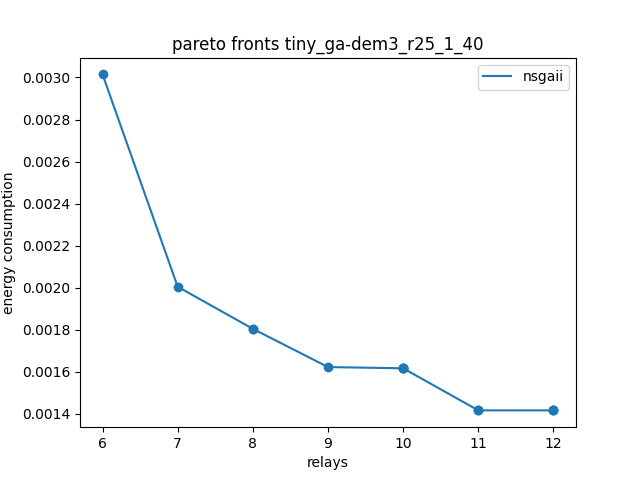 pareto fronts tiny_ga-dem3_r25_1_40
nsgaii
0.0030
0.0028
0.0026
0.0024
0.0022
0.0020
0.0018
0.0016
0.0014
energy consumption
6 7 8 9 10 11 12
relays